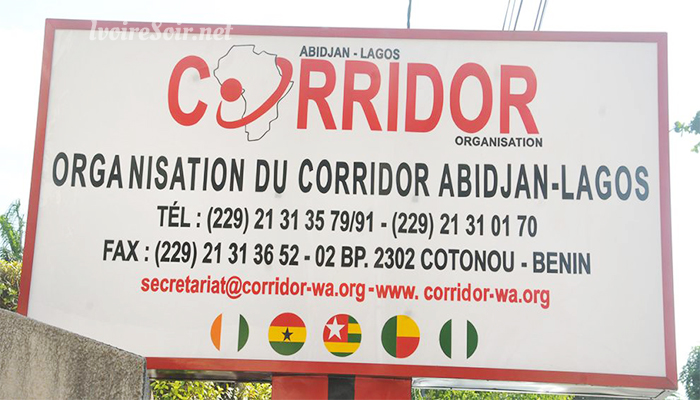 IvoireSoir.net
ABIDJAN - LAGOS
CORRIDOR
ORGANISATION
ORGANISATION DU CORRIDOR ABIDJAN-LAGOS
TÉL : (229) 21 31 35 79/91 - (229) 21 31 01 70
FAX : (229) 21 31 36 52 - 02 BP. 2302 COTONOU - BENIN
secretariat@corridor-wa.org-www. corridor-wa.org